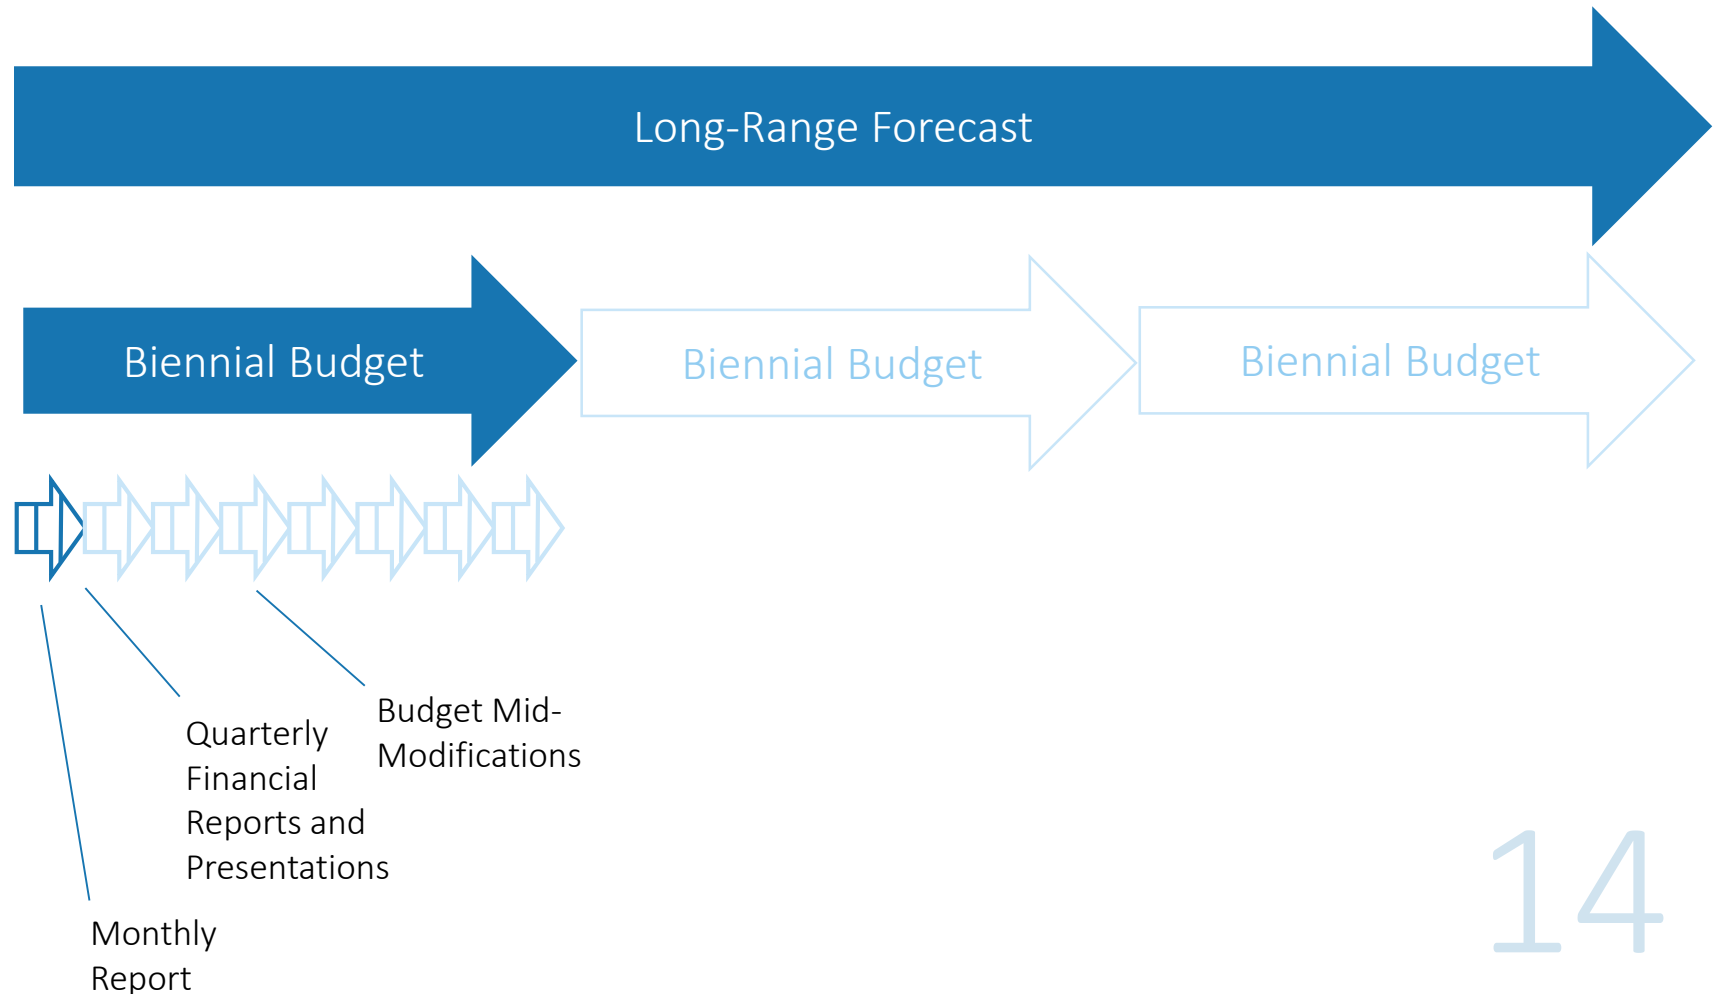 Long-Range Forecast
Biennial Budget
Biennial Budget
Biennial Budget
Budget Mid-
Modifications
Quarterly
Financial
Reports and
Presentations
Monthly
Report
14